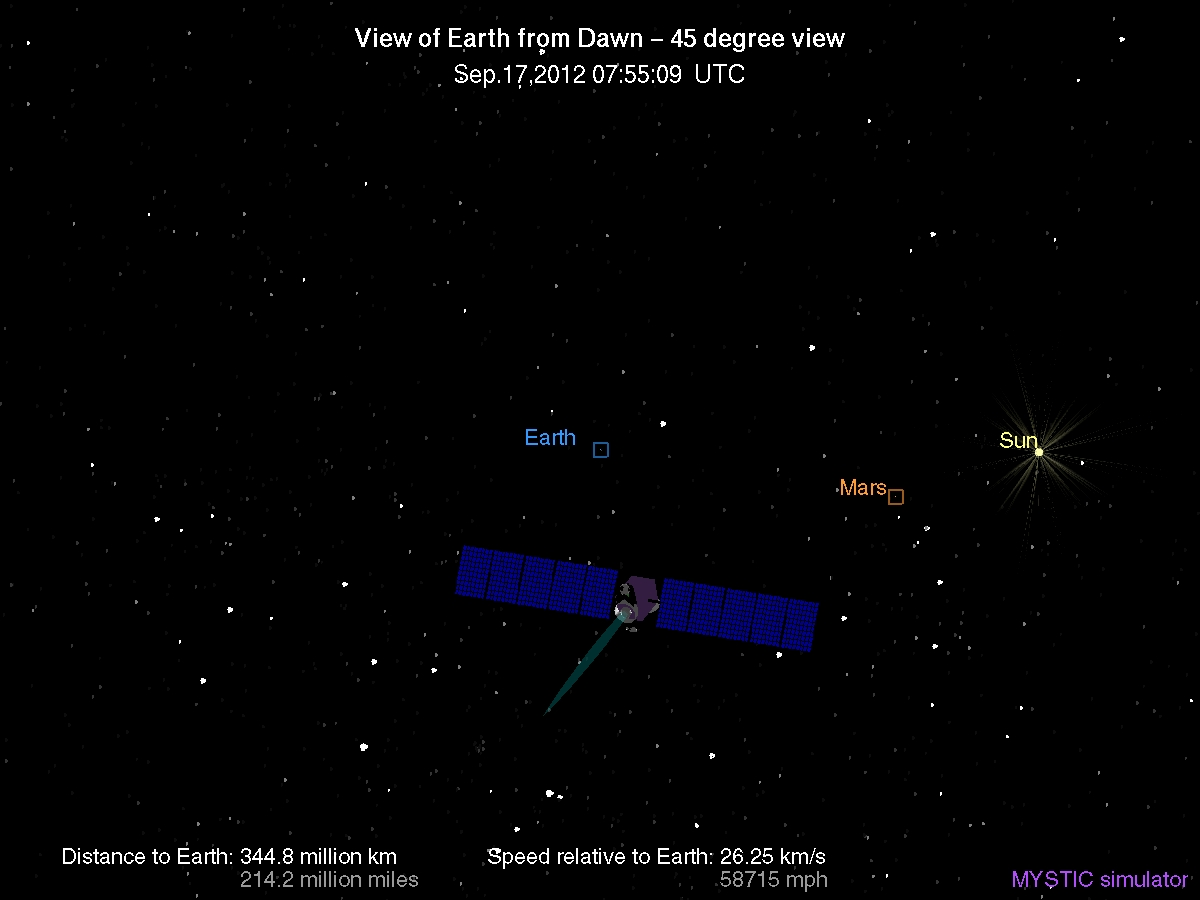 View of Earth from Dawn – 45 degree view
Sep.17,2012 07:55:09 UTC
Earth
Sun
Mars
Distance to Earth: 344.8 million km
214.2 million miles
Speed relative to Earth: 26.25 km/s
58715 mph
MYSTIC simulator